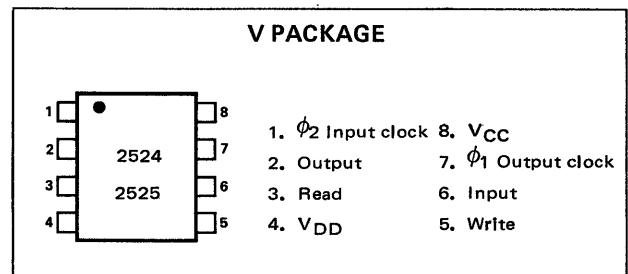 V PACKAGE
1 8 1. ϕ2 Input clock 8. VCC
2 2524 7 2. Output 7. ϕ1 Output clock
3 2525 6 3. Read 6. Input
4 5 4. VDD 5. Write